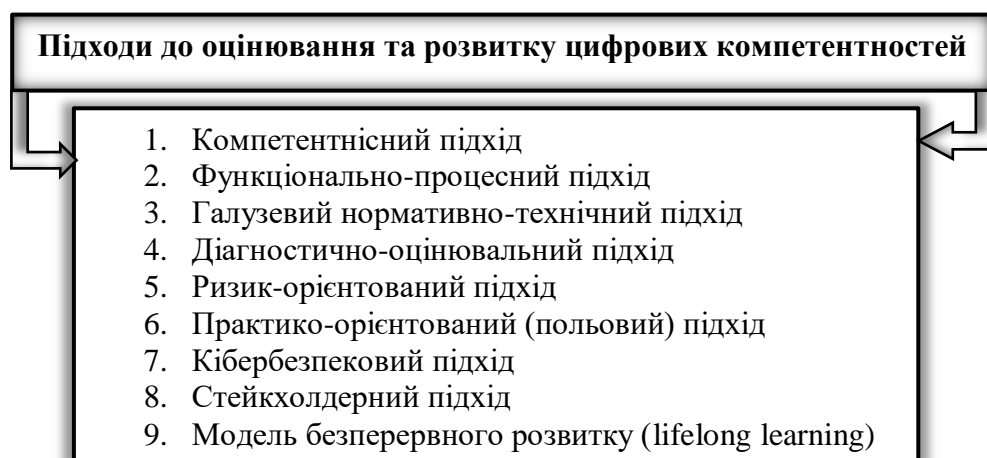 Підходи до оцінювання та розвитку цифрових компетентностей
1. Компетентнісний підхід
2. Функціонально-процесний підхід
3. Галузевий нормативно-технічний підхід
4. Діагностично-оцінювальний підхід
5. Ризик-орієнтований підхід
6. Практико-орієнтований (польовий) підхід
7. Кібербезпековий підхід
8. Стейкхолдерний підхід
9. Модель безперервного розвитку (lifelong learning)